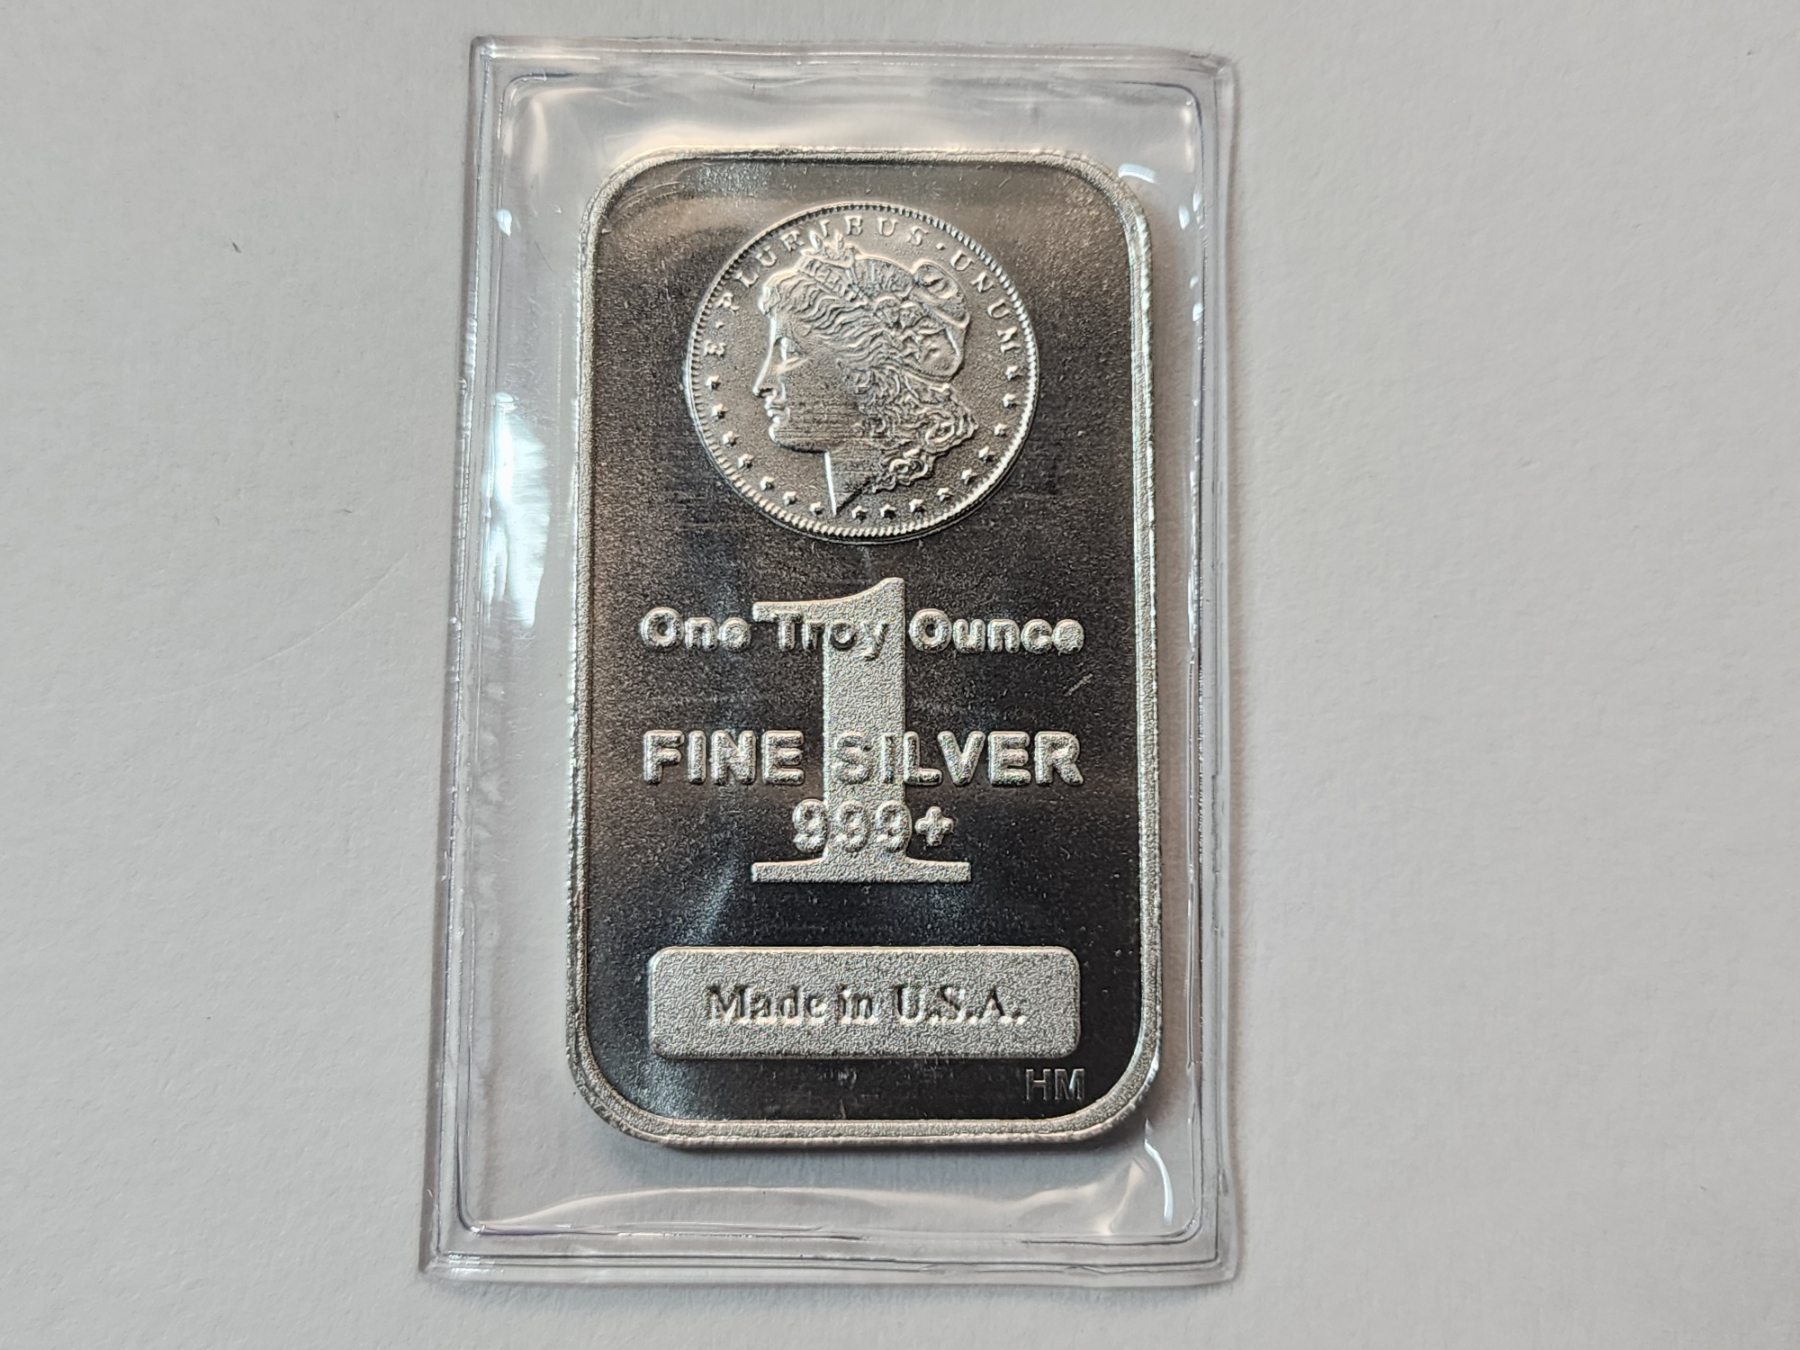 E·PLURIBUS·UNUM
1
One Troy Ounce
FINE SILVER
999+
Made in U.S.A.
HM